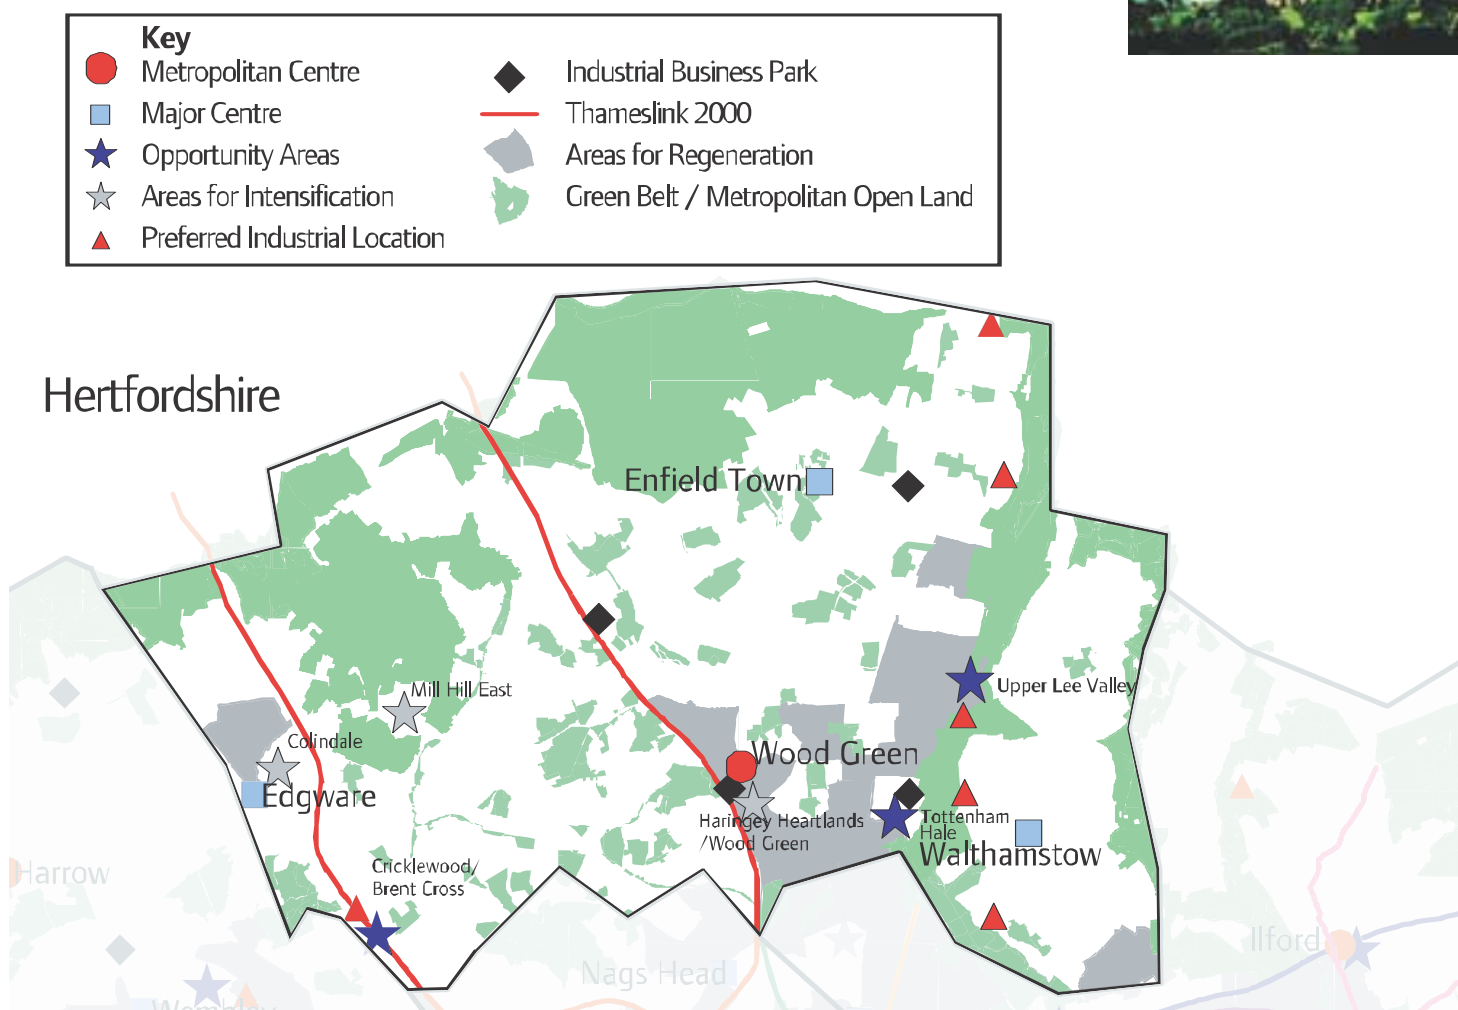 Key
Metropolitan Centre
Major Centre
Opportunity Areas
Areas for Intensification
Preferred Industrial Location
Industrial Business Park
Thameslink 2000
Areas for Regeneration
Green Belt / Metropolitan Open Land
Hertfordshire
Enfield Town
Mill Hill East
Upper Lee Valley
Colindale
Wood Green
Edgware
Haringey Heartlands
/Wood Green
Tottenham
Hale
Walthamstow
Cricklewood/
Brent Cross
Harrow
Ilford
Nags Head
Wembley